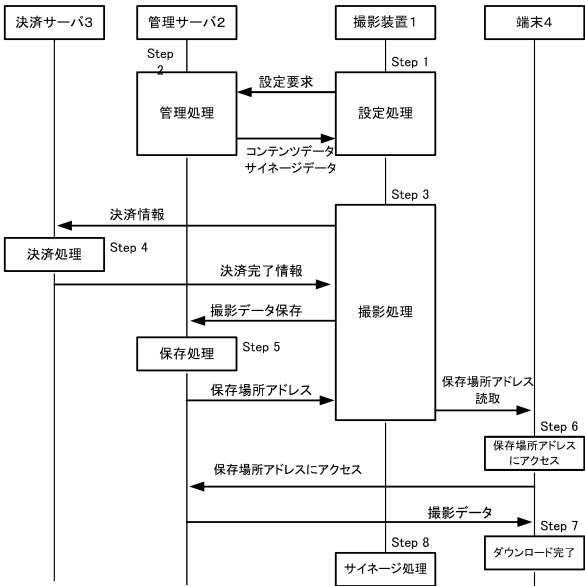 決済サーバ3
管理サーバ2
撮影装置1
端末4
Step 2
Step 1
設定要求
管理処理
設定処理
コンテンツデータ
サイネージデータ
Step 3
決済情報
決済処理
Step 4
決済完了情報
撮影処理
撮影データ保存
保存処理
Step 5
保存場所アドレス
保存場所アドレス
読取
Step 6
保存場所アドレス
にアクセス
保存場所アドレスにアクセス
撮影データ
Step 7
ダウンロード完了
Step 8
サイネージ処理